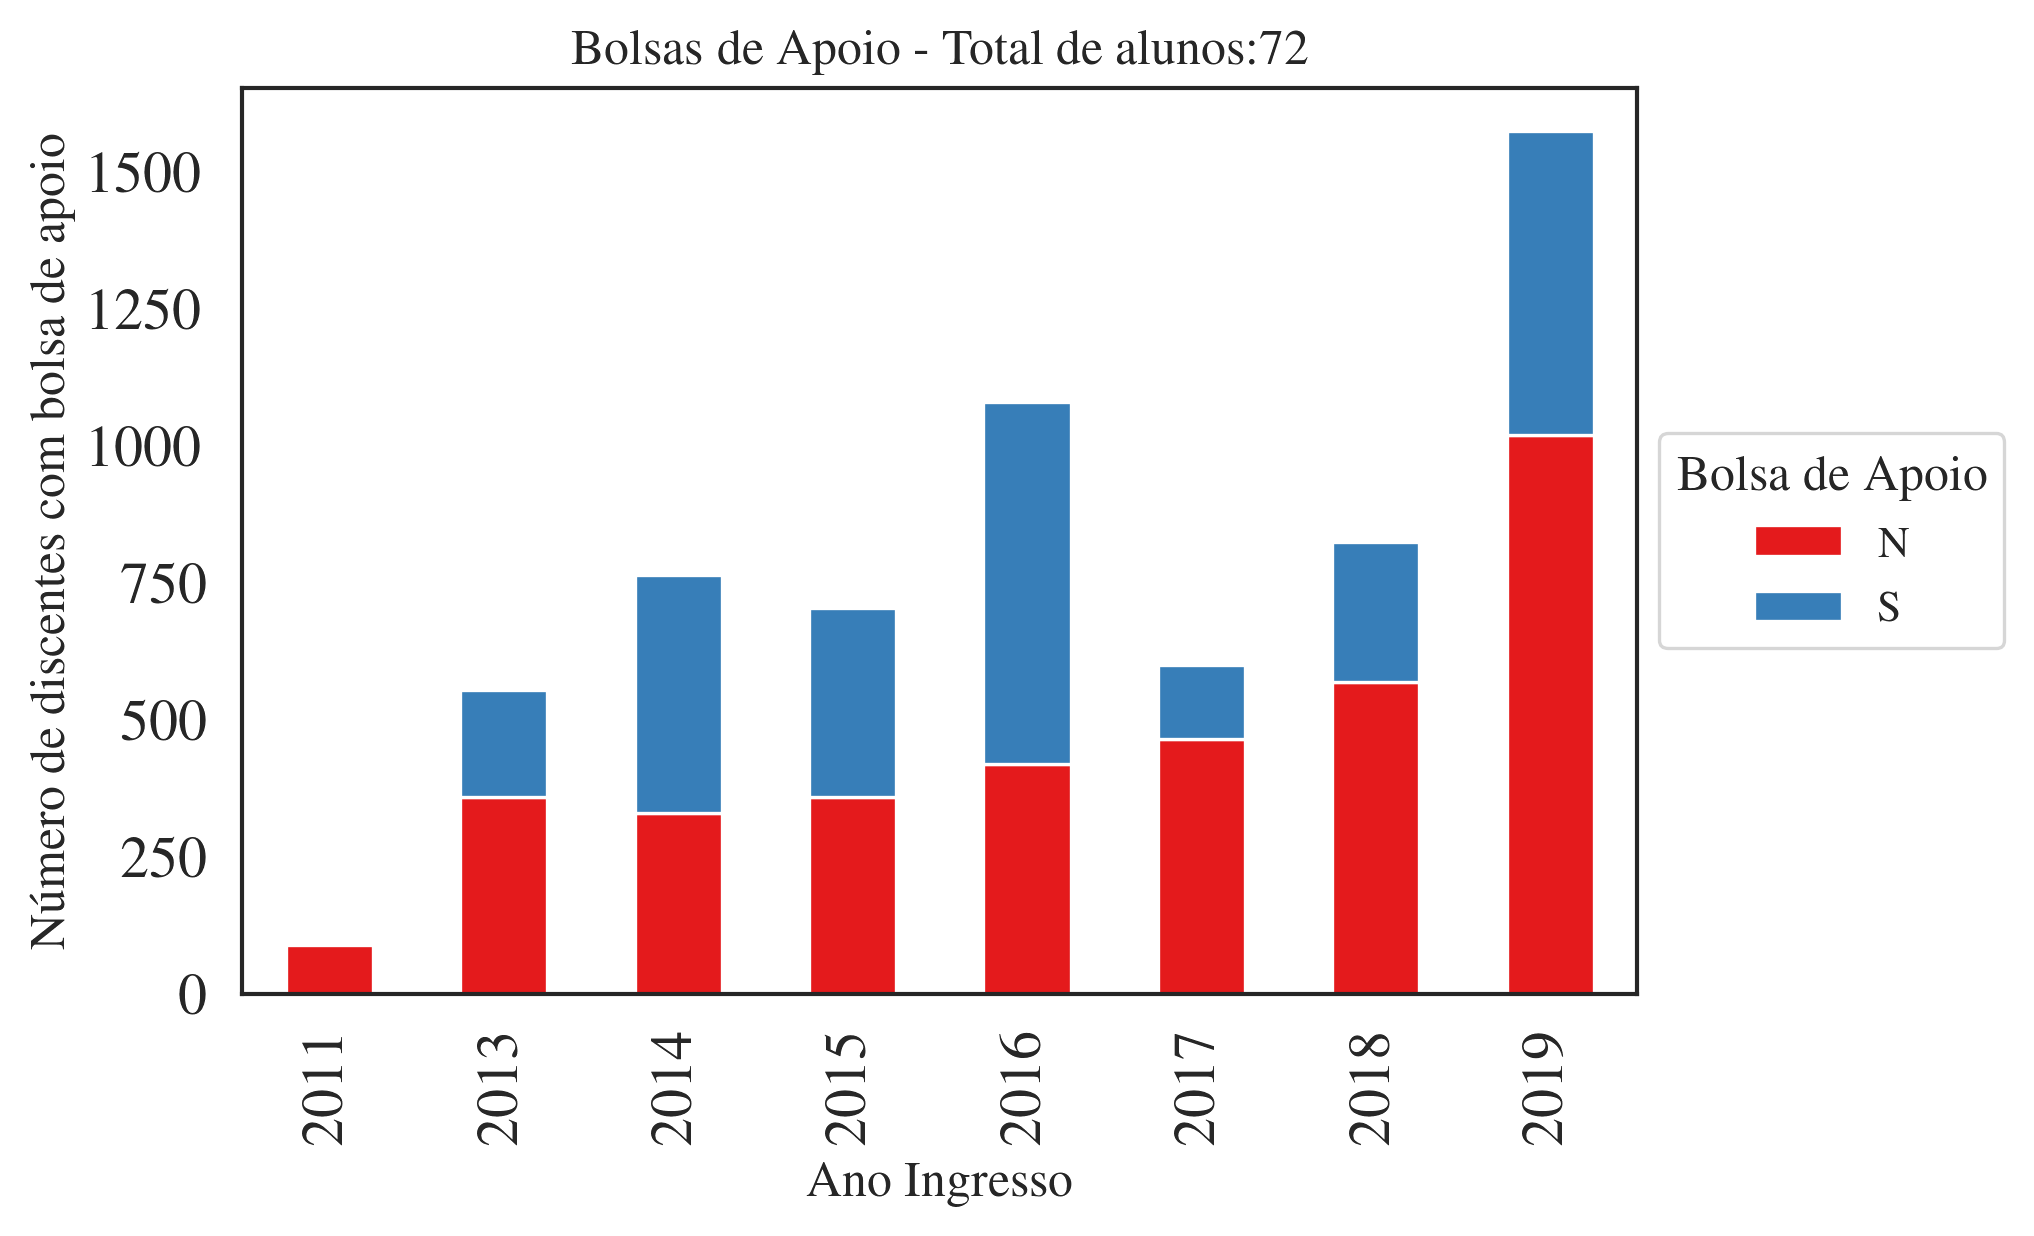 Bolsas de Apoio - Total de alunos:72
Número de discentes com bolsa de apoio
1500
1250
1000
750
500
250
0
2011
2013
2014
2015
2016
2017
2018
2019
Ano Ingresso
Bolsa de Apoio
N
S